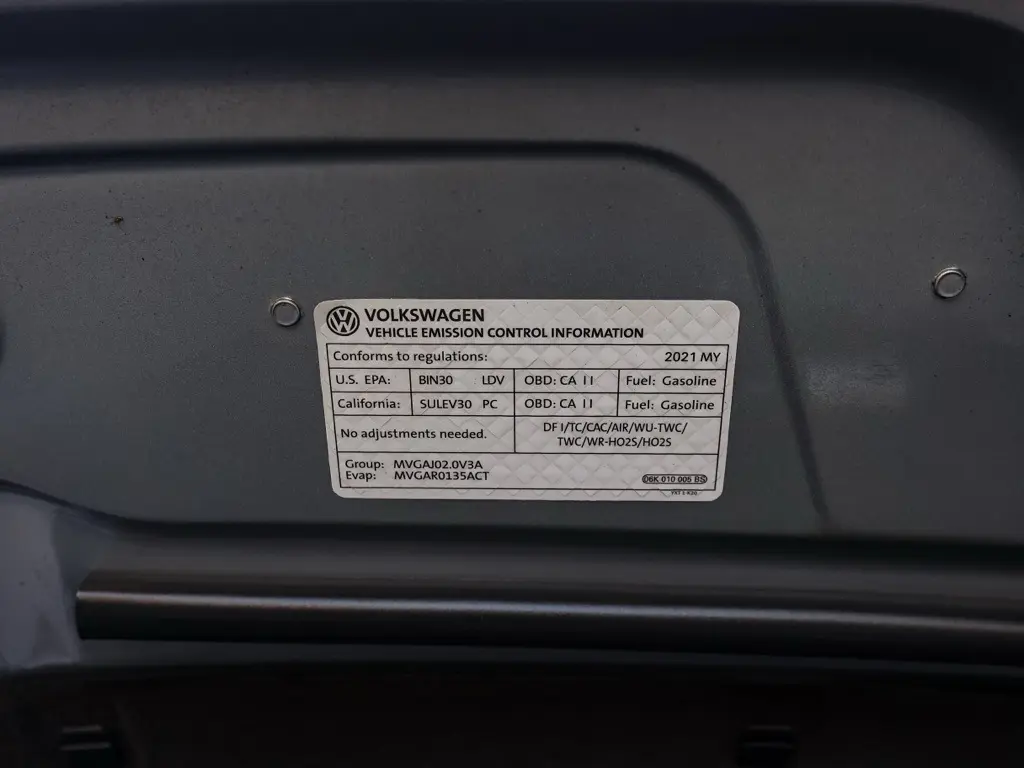 VOLKSWAGEN
VEHICLE EMISSION CONTROL INFORMATION
Conforms to regulations: 2021 MY
U.S. EPA: BIN30 LDV OBD: CA II Fuel: Gasoline
California: SULEV30 PC OBD: CA II Fuel: Gasoline
No adjustments needed.
DF I/TC/CAC/AIR/WU-TWC/
TWC/WR-HO2S/HO2S
Group: MVGAJ02.0V3A
Evap: MVGAR0135ACT
06K 010 005 BS